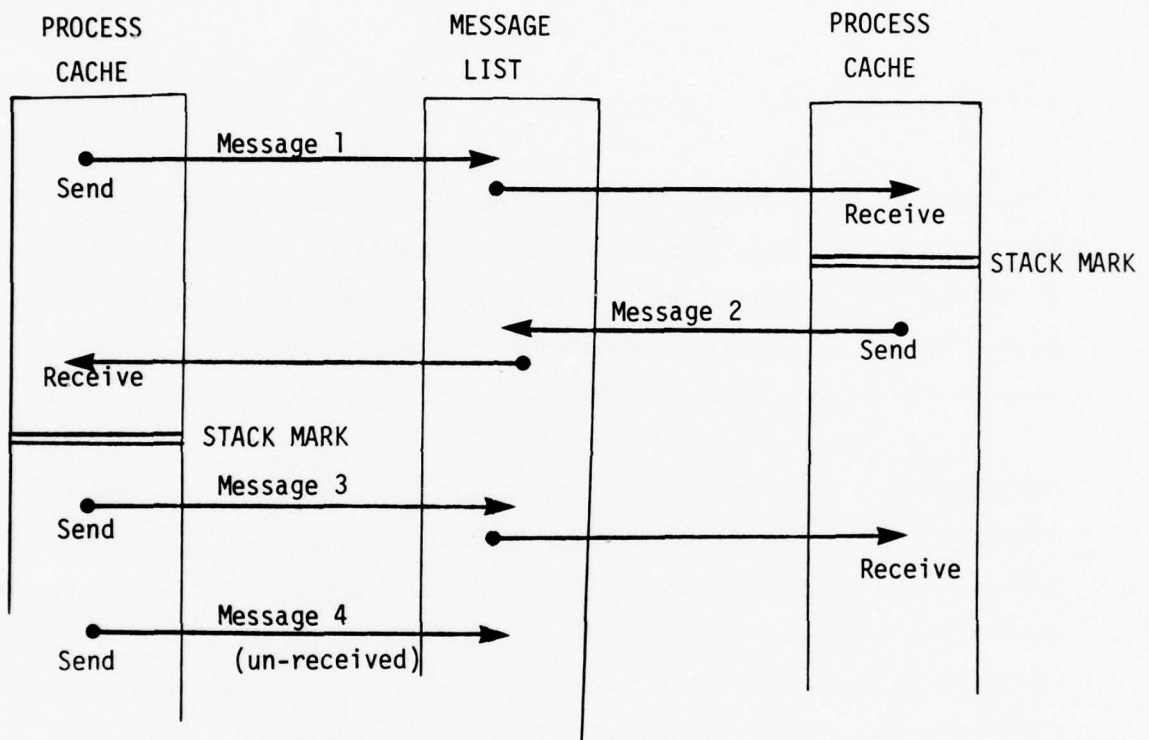 PROCESS
CACHE
MESSAGE
LIST
PROCESS
CACHE
Message 1
Send
Receive
STACK MARK
Message 2
Send
Receive
STACK MARK
Message 3
Send
Receive
Message 4
Send
(un-received)